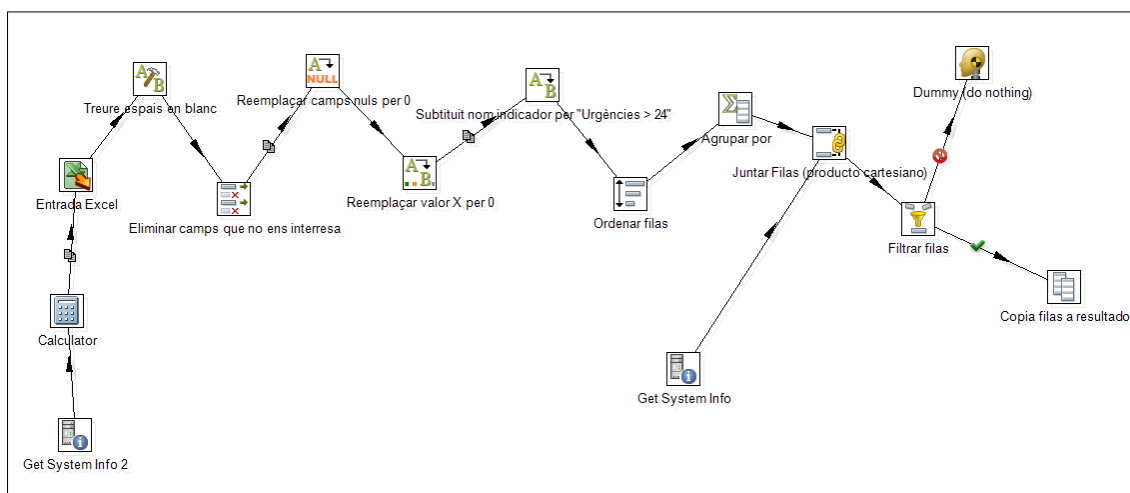 Dummy (do nothing)
Treure espais en blanc
Reemplaçar camps nuls per 0
Subtituit nom indicador per "Urgències > 24"
Agrupar por
Juntar Filas (producto cartesiano)
Entrada Excel
Eliminar camps que no ens interresa
Reemplaçar valor X per 0
Ordenar filas
Filtrar filas
Copia filas a resultado
Calculator
Get System Info
Get System Info 2
NULL